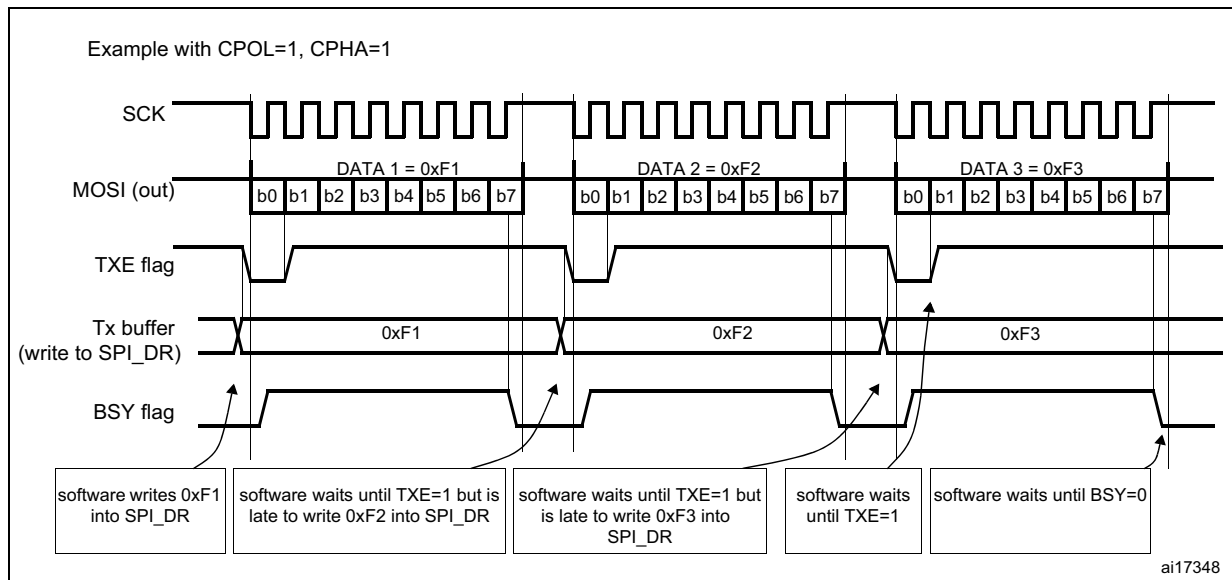 Example with CPOL=1, CPHA=1
SCK
DATA 1 = 0xF1
DATA 2 = 0xF2
DATA 3 = 0xF3
MOSI (out)
b0 b1 b2 b3 b4 b5 b6 b7
b0 b1 b2 b3 b4 b5 b6 b7
b0 b1 b2 b3 b4 b5 b6 b7
TXE flag
Tx buffer
(write to SPI_DR)
0xF1
0xF2
0xF3
BSY flag
software writes 0xF1
into SPI_DR
software waits until TXE=1 but is
late to write 0xF2 into SPI_DR
software waits until TXE=1 but
is late to write 0xF3 into
SPI_DR
software waits
until TXE=1
software waits until BSY=0
ai17348